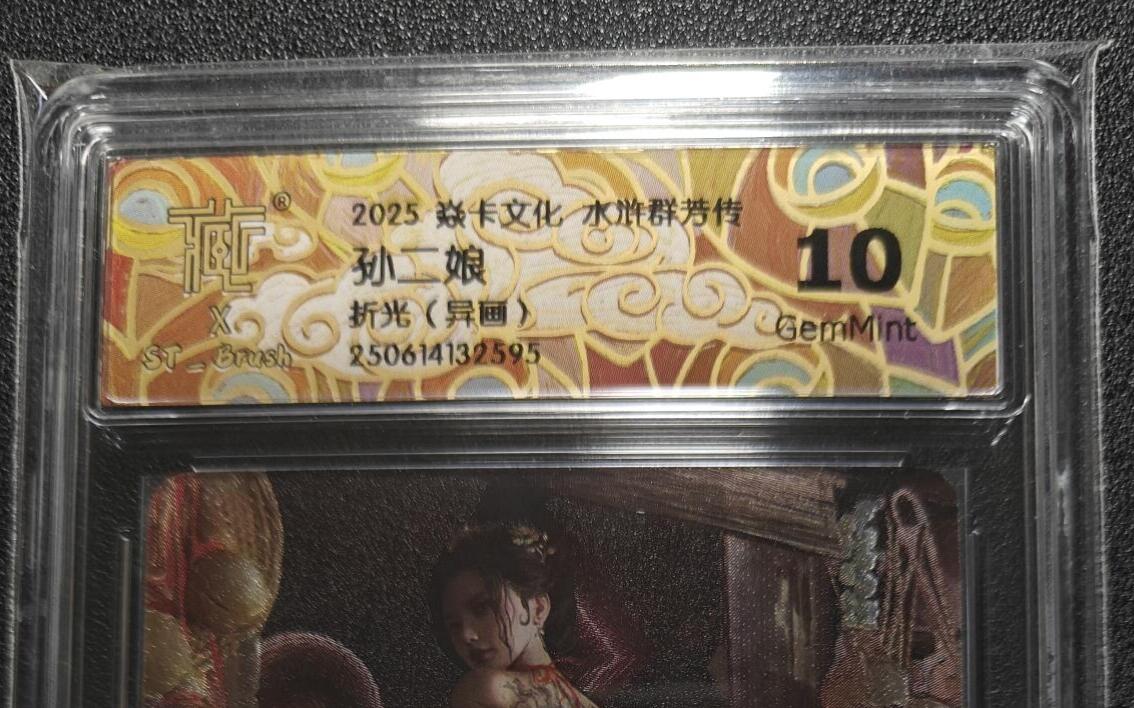 藏®
X
ST_Brush
2025 焱卡文化 水浒群芳传
孙二娘
折光（异画）
250614132595
10
GemMint